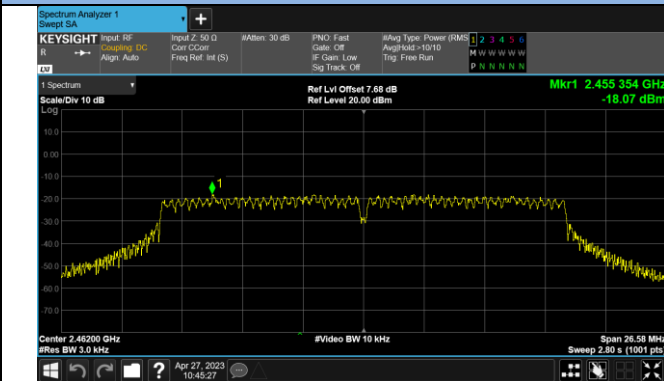 Spectrum Analyzer 1
Swept SA
+
KEYSIGHT Input: RF Input Z: 50 Ω #Atten: 30 dB PNO: Fast #Avg Type: Power (RMS 1 2 3 4 5 6
R Coupling: DC Corr CCorr Gate: Off Avg|Hold:>10/10 M W W W W W
Align: Auto Freq Ref: Int (S) IF Gain: Low Trig: Free Run
Sig Track: Off P N N N N N
LXI
1 Spectrum Ref Lvl Offset 7.68 dB Mkr1 2.455 354 GHz
Scale/Div 10 dB Ref Level 20.00 dBm -18.07 dBm
Log
10.0
0.00
-10.0
1
-20.0
-30.0
-40.0
-50.0
-60.0
-70.0
Center 2.46200 GHz #Video BW 10 kHz Span 26.58 MHz
#Res BW 3.0 kHz Sweep 2.80 s (1001 pts)
? Apr 27, 2023
10:45:27